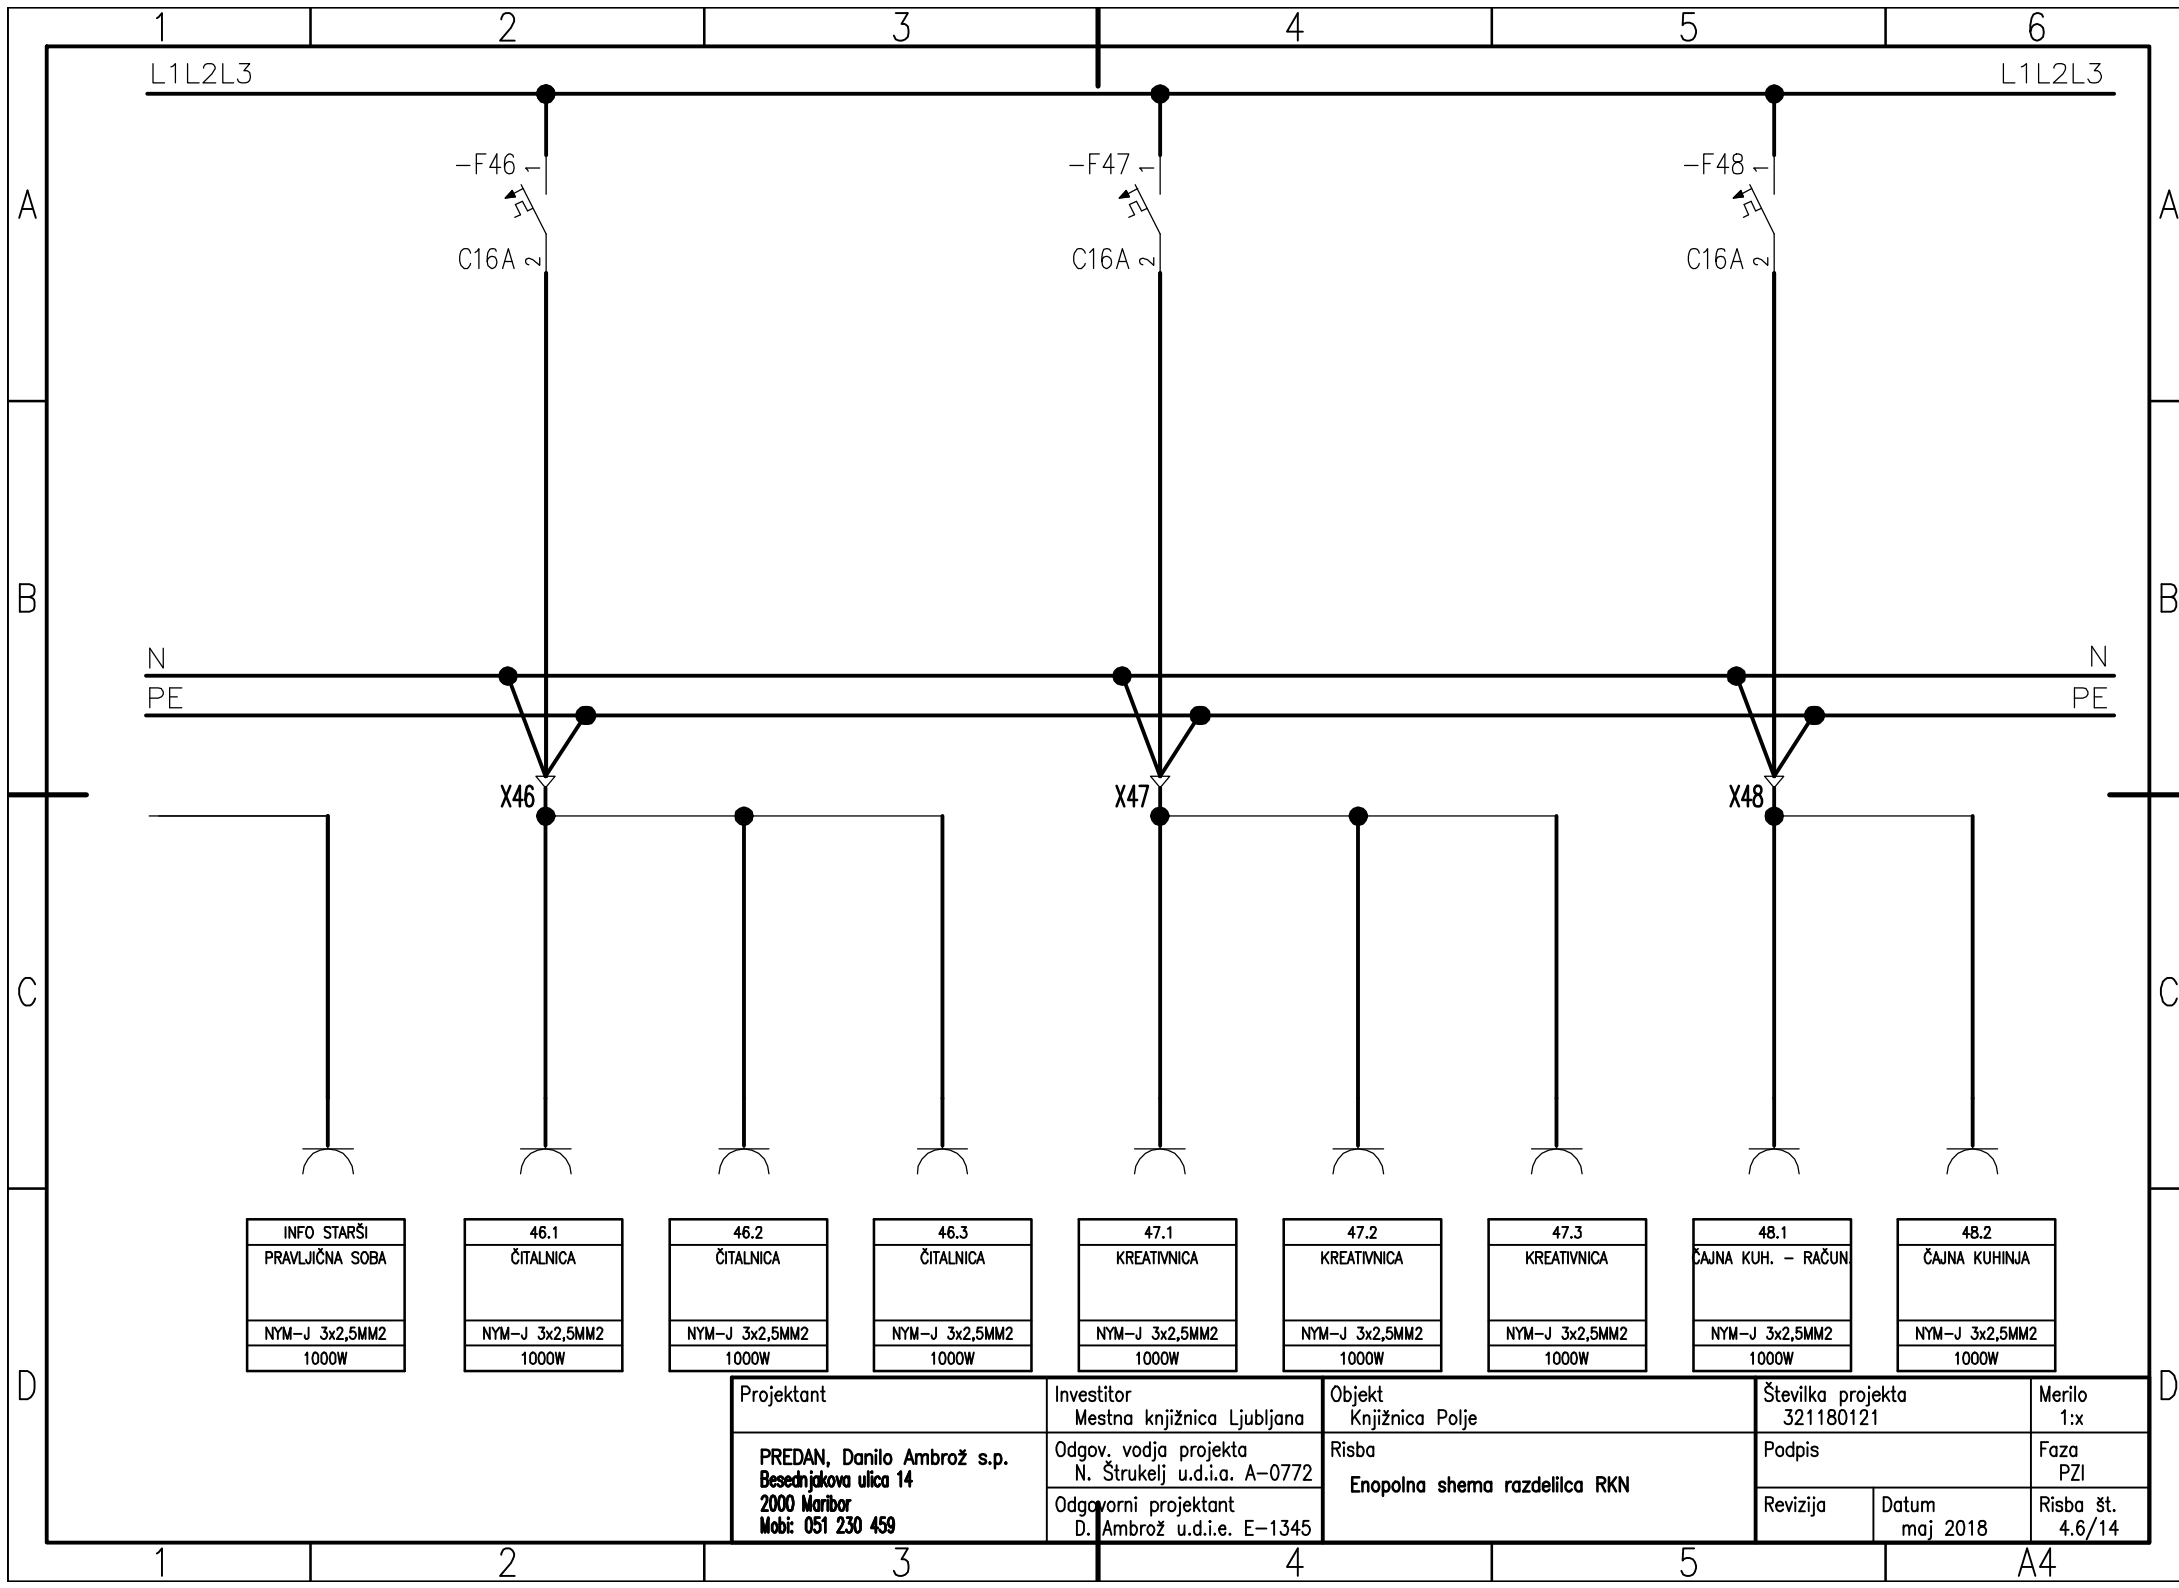 1 2 3 4 5 6
L1L2L3 L1L2L3
-F46 1 -F47 1 -F48 1
A A
C16A 2 C16A 2 C16A 2
B B
N N
PE PE
X46 X47 X48
C C
INFO STARŠI 46.1 46.2 46.3 47.1 47.2 47.3 48.1 48.2
PRAVLJIČNA SOBA ČITALNICA ČITALNICA ČITALNICA KREATIVNICA KREATIVNICA KREATIVNICA ČAJNA KUH. - RAČUN. ČAJNA KUHINJA
NYM-J 3x2,5MM2 NYM-J 3x2,5MM2 NYM-J 3x2,5MM2 NYM-J 3x2,5MM2 NYM-J 3x2,5MM2 NYM-J 3x2,5MM2 NYM-J 3x2,5MM2 NYM-J 3x2,5MM2 NYM-J 3x2,5MM2
1000W 1000W 1000W 1000W 1000W 1000W 1000W 1000W 1000W
D D
Projektant
PREDAN, Danilo Ambrož s.p.
Besednjakova ulica 14
2000 Maribor
Mobi: 051 230 459
Investitor
Mestna knjižnica Ljubljana
Odgov. vodja projekta
N. Štrukelj u.d.i.a. A-0772
Odgovorni projektant
D. Ambrož u.d.i.e. E-1345
Objekt
Knjižnica Polje
Risba
Enopolna shema razdelilca RKN
Številka projekta
321180121
Merilo
1:x
Podpis
Faza
PZI
Revizija
Datum
maj 2018
Risba št.
4.6/14
1 2 3 4 5 A4